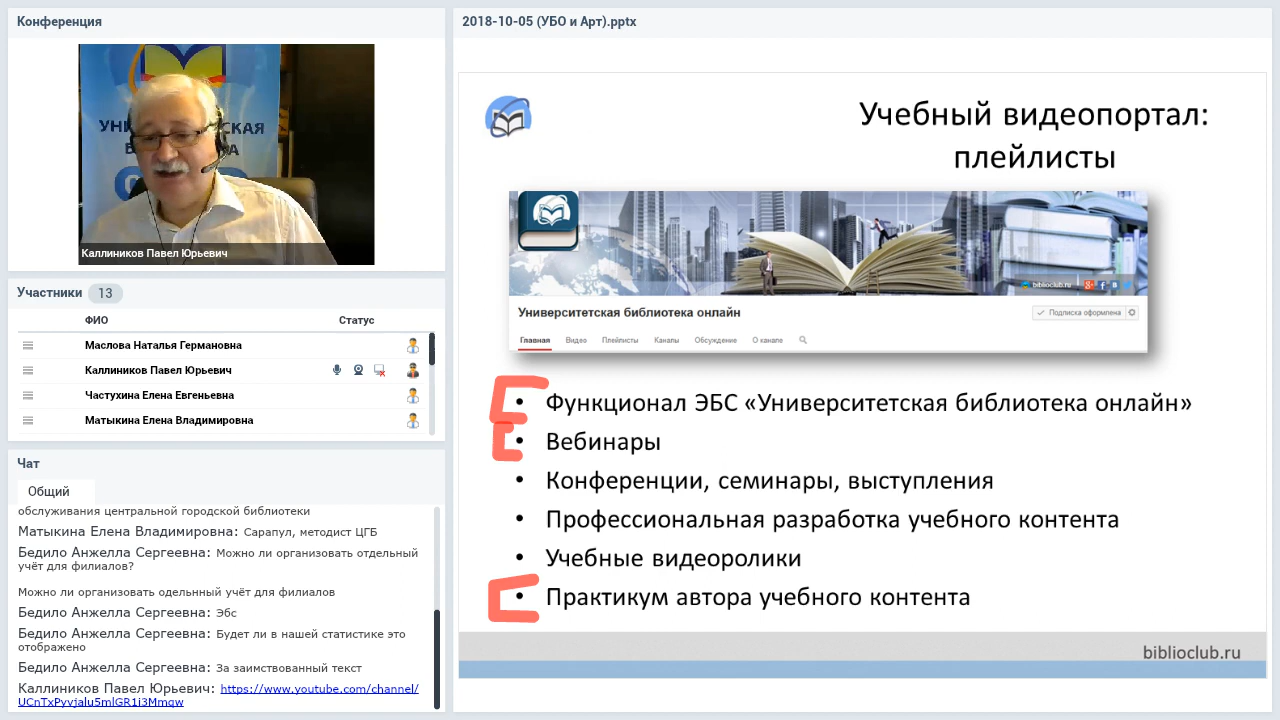 Конференция
УНИ
СКАЯ
Каллиников Павел Юрьевич
Участники 13
ФИО Статус
Маслова Наталья Германовна
Каллиников Павел Юрьевич
Частухина Елена Евгеньевна
Матыкина Елена Владимировна
Чат
Общий
обслуживания центральной городской библиотеки
Матыкина Елена Владимировна: Сарапул, методист ЦГБ
Бедило Анжелла Сергеевна: Можно ли организовать отдельный
учёт для филиалов?
Можно ли организовать одельный учёт для филиалов
Бедило Анжелла Сергеевна: Эбс
Бедило Анжелла Сергеевна: Будет ли в нашей статистике это
отображено
Бедило Анжелла Сергеевна: За заимствованный текст
Каллиников Павел Юрьевич: https://www.youtube.com/channel/
UCnTxPyvjalu5mlGR1i3Mmqw
2018-10-05 (УБО и Арт).pptx
Учебный видеопортал:
плейлисты
biblioclub.ru
Университетская библиотека онлайн
Подписка оформлена
Главная Видео Плейлисты Каналы Обсуждение О канале
• Функционал ЭБС «Университетская библиотека онлайн»
• Вебинары
• Конференции, семинары, выступления
• Профессиональная разработка учебного контента
• Учебные видеоролики
• Практикум автора учебного контента
biblioclub.ru